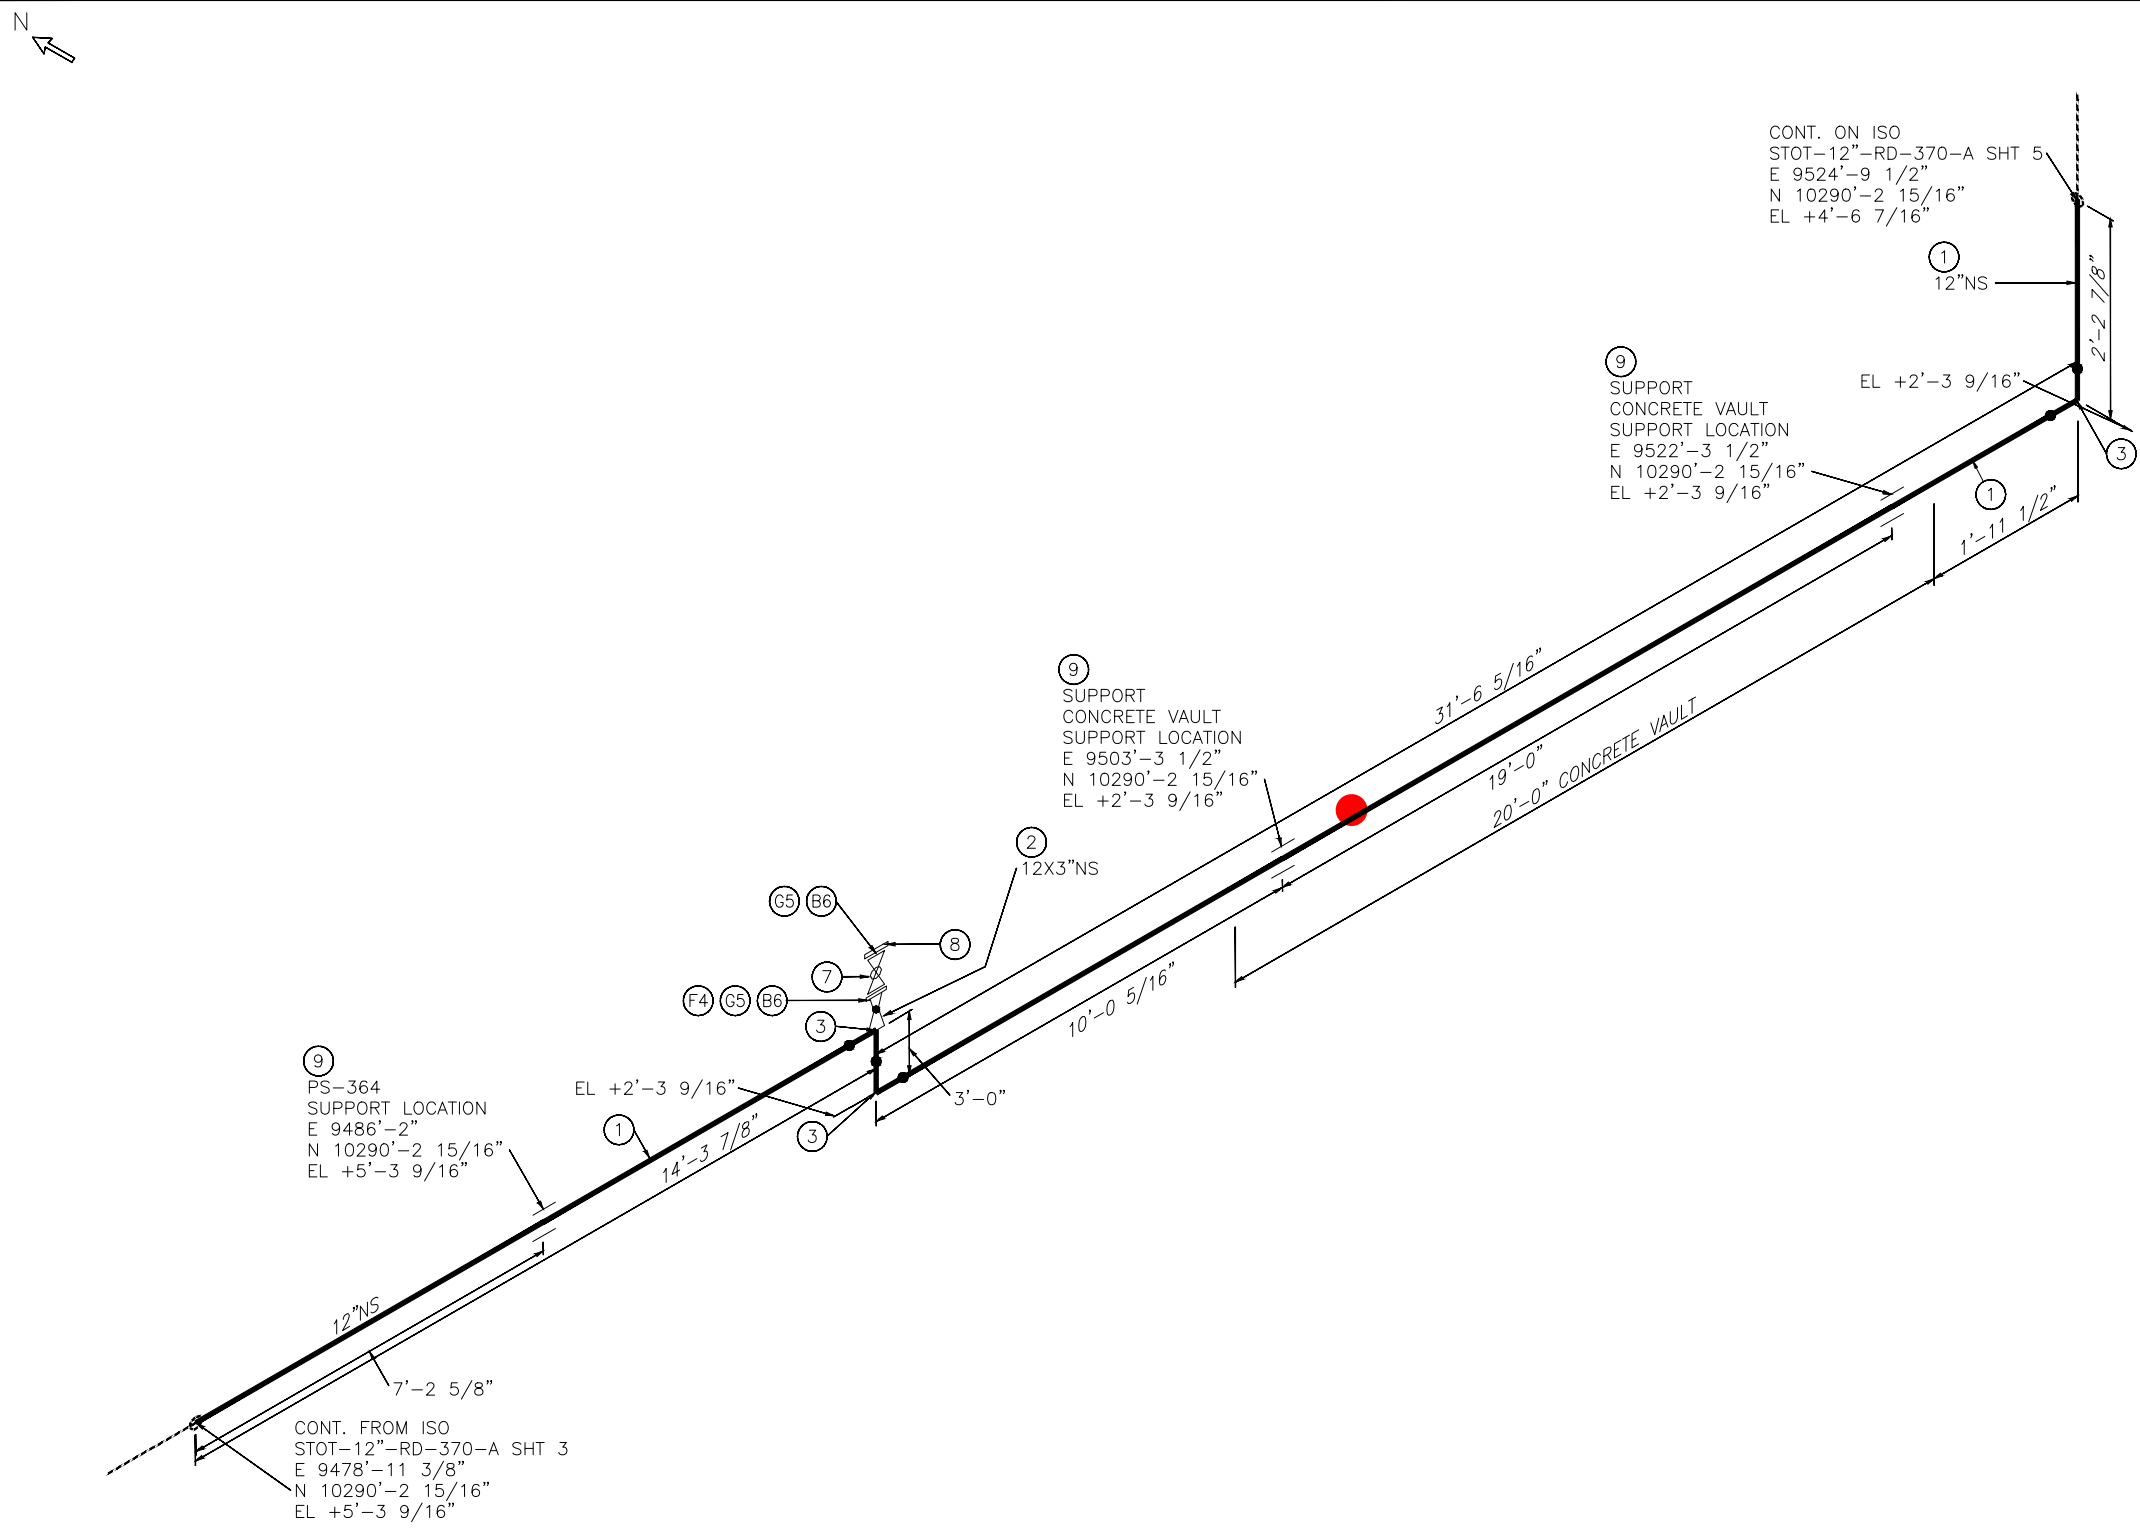 N
CONT. ON ISO
STOT-12"-RD-370-A SHT 5
E 9524'-9 1/2"
N 10290'-2 15/16"
EL +4'-6 7/16"
1
12"NS
2'-2 7/8"
EL +2'-3 9/16"
3
9
SUPPORT
CONCRETE VAULT
SUPPORT LOCATION
E 9522'-3 1/2"
N 10290'-2 15/16"
EL +2'-3 9/16"
1
1'-11 1/2"
31'-6 5/16"
19'-0"
20'-0" CONCRETE VAULT
9
SUPPORT
CONCRETE VAULT
SUPPORT LOCATION
E 9503'-3 1/2"
N 10290'-2 15/16"
EL +2'-3 9/16"
2
12X3"NS
G5 B6
8
7
F4 G5 B6
3
10'-0 5/16"
3'-0"
EL +2'-3 9/16"
3
9
PS-364
SUPPORT LOCATION
E 9486'-2"
N 10290'-2 15/16"
EL +5'-3 9/16"
1
14'-3 7/8"
12"NS
7'-2 5/8"
CONT. FROM ISO
STOT-12"-RD-370-A SHT 3
E 9478'-11 3/8"
N 10290'-2 15/16"
EL +5'-3 9/16"